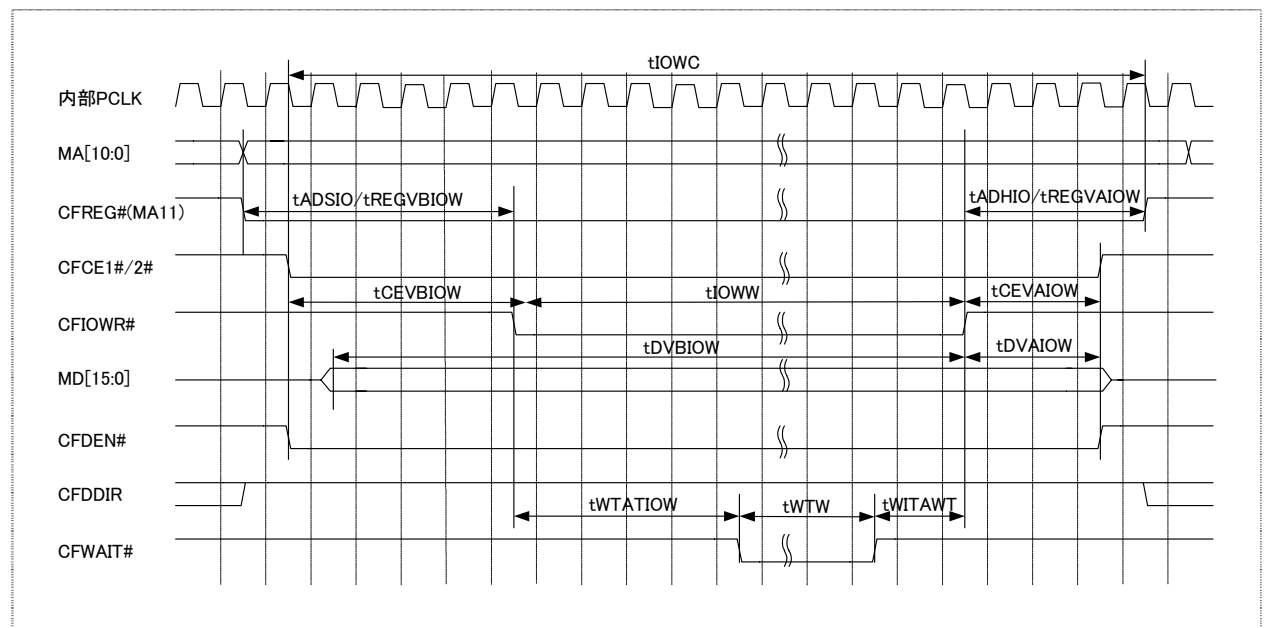 tIOWC
内部PCLK
MA[10:0]
tADSIO/tREGVBIOW
tADHIO/tREGVAIOW
CFREG#(MA11)
CFCE1#/2#
tCEVBIOW
tIOWW
tCEVAIOW
CFIOWR#
tDVBIOW
tDVAIOW
MD[15:0]
CFDEN#
CFDDIR
tWTATIOW
tWTW
tWITAWT
CFWAIT#